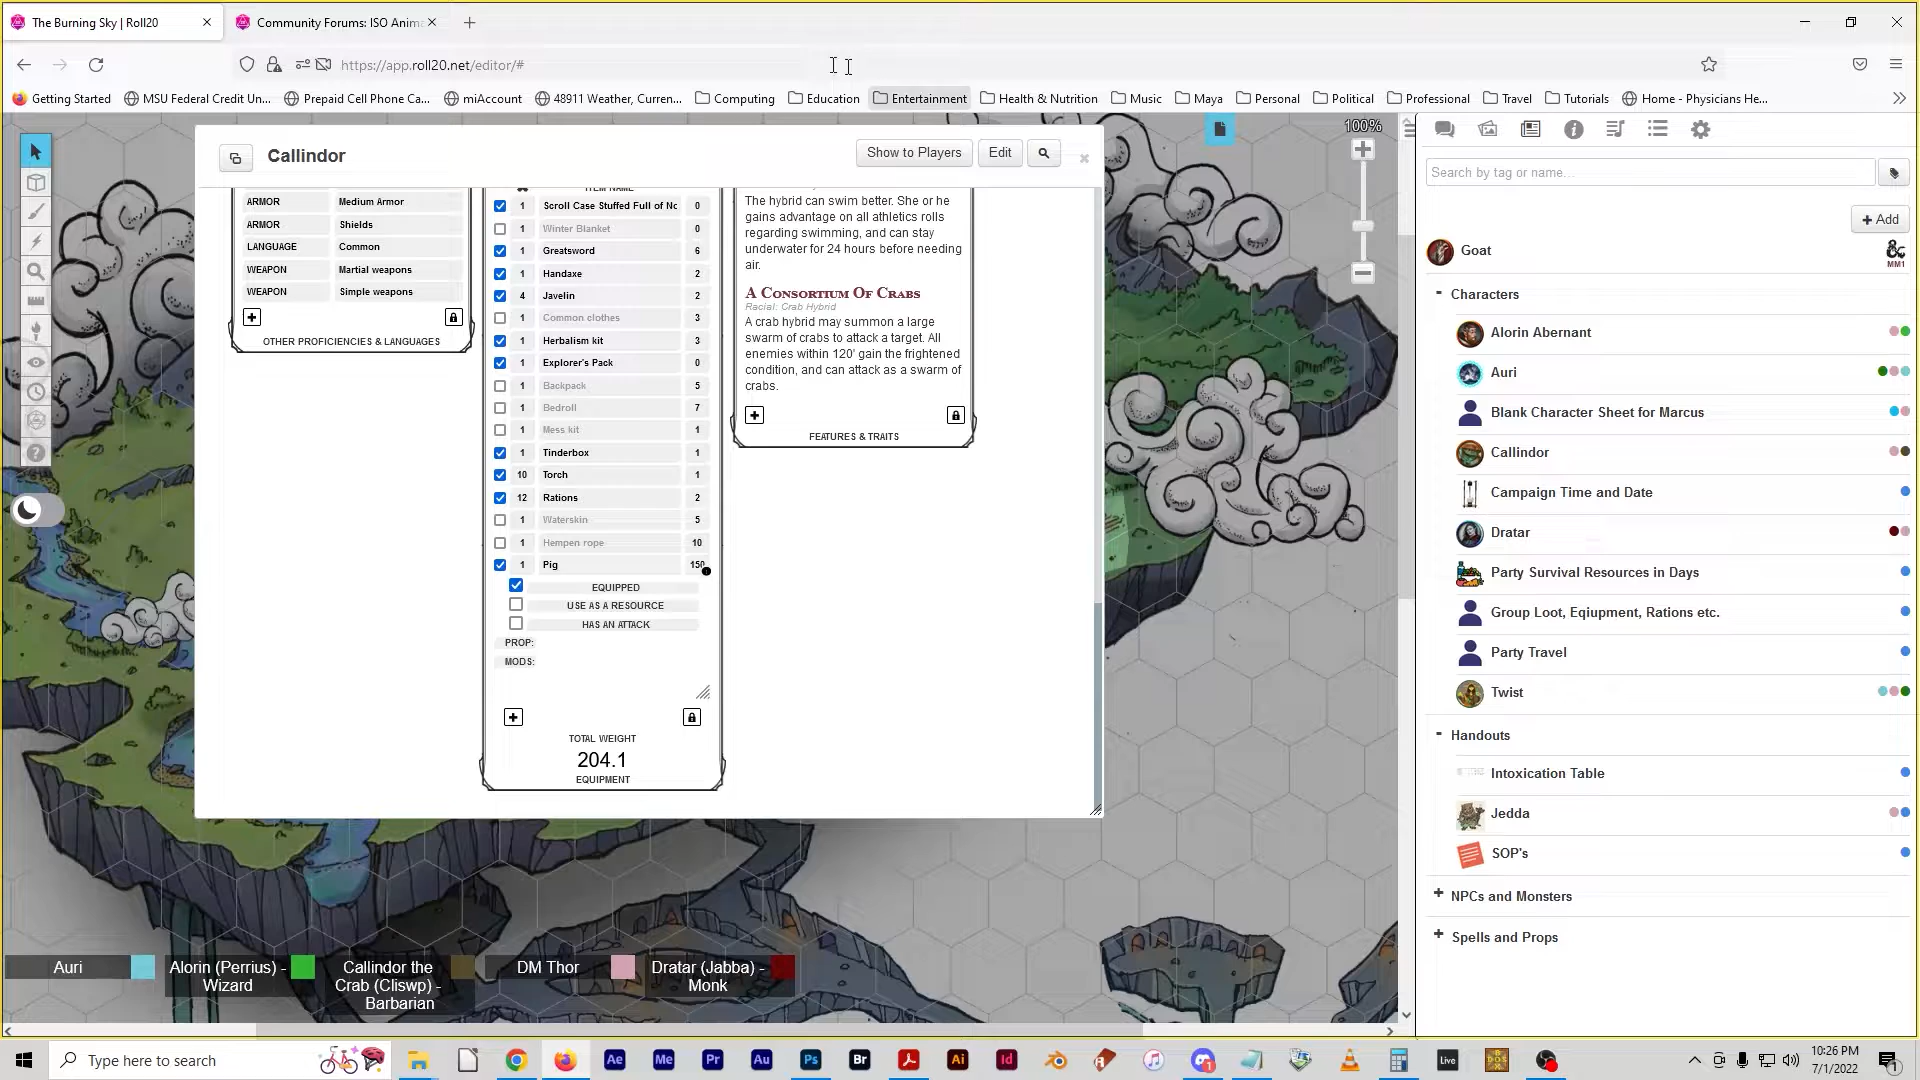 The Burning Sky | Roll20
Community Forums: ISO Anima
https://app.roll20.net/editor/#
Getting Started
MSU Federal Credit Un...
Prepaid Cell Phone Ca...
miAccount
48911 Weather, Curren...
Computing
Education
Entertainment
Health & Nutrition
Music
Maya
Personal
Political
Professional
Travel
Tutorials
Home - Physicians He...
100%
Callindor
Show to Players
Edit
ARMOR Medium Armor
ARMOR Shields
LANGUAGE Common
WEAPON Martial weapons
WEAPON Simple weapons
OTHER PROFICIENCIES & LANGUAGES
ITEM NAME
1 Scroll Case Stuffed Full of Nc 0
1 Winter Blanket 0
1 Greatsword 6
1 Handaxe 2
4 Javelin 2
1 Common clothes 3
1 Herbalism kit 3
1 Explorer's Pack 0
1 Backpack 5
1 Bedroll 7
1 Mess kit 1
1 Tinderbox 1
10 Torch 1
12 Rations 2
1 Waterskin 5
1 Hempen rope 10
1 Pig 150
EQUIPPED
USE AS A RESOURCE
HAS AN ATTACK
PROP:
MODS:
TOTAL WEIGHT
204.1
EQUIPMENT
The hybrid can swim better. She or he
gains advantage on all athletics rolls
regarding swimming, and can stay
underwater for 24 hours before needing
air.
A Consortium Of Crabs
Racial: Crab Hybrid
A crab hybrid may summon a large
swarm of crabs to attack a target. All
enemies within 120' gain the frightened
condition, and can attack as a swarm of
crabs.
FEATURES & TRAITS
Search by tag or name...
+ Add
Goat
MM1
Characters
Alorin Abernant
Auri
Blank Character Sheet for Marcus
Callindor
Campaign Time and Date
Dratar
Party Survival Resources in Days
Group Loot, Eqiupment, Rations etc.
Party Travel
Twist
Handouts
Intoxication Table
Jedda
SOP's
NPCs and Monsters
Spells and Props
Auri
Alorin (Perrius) -
Wizard
Callindor the
Crab (Cliswp) -
Barbarian
DM Thor
Dratar (Jabba) -
Monk
Type here to search
Ae
Me
Pr
Au
Ps
Br
Ai
Id
Live
10:26 PM
7/1/2022
1